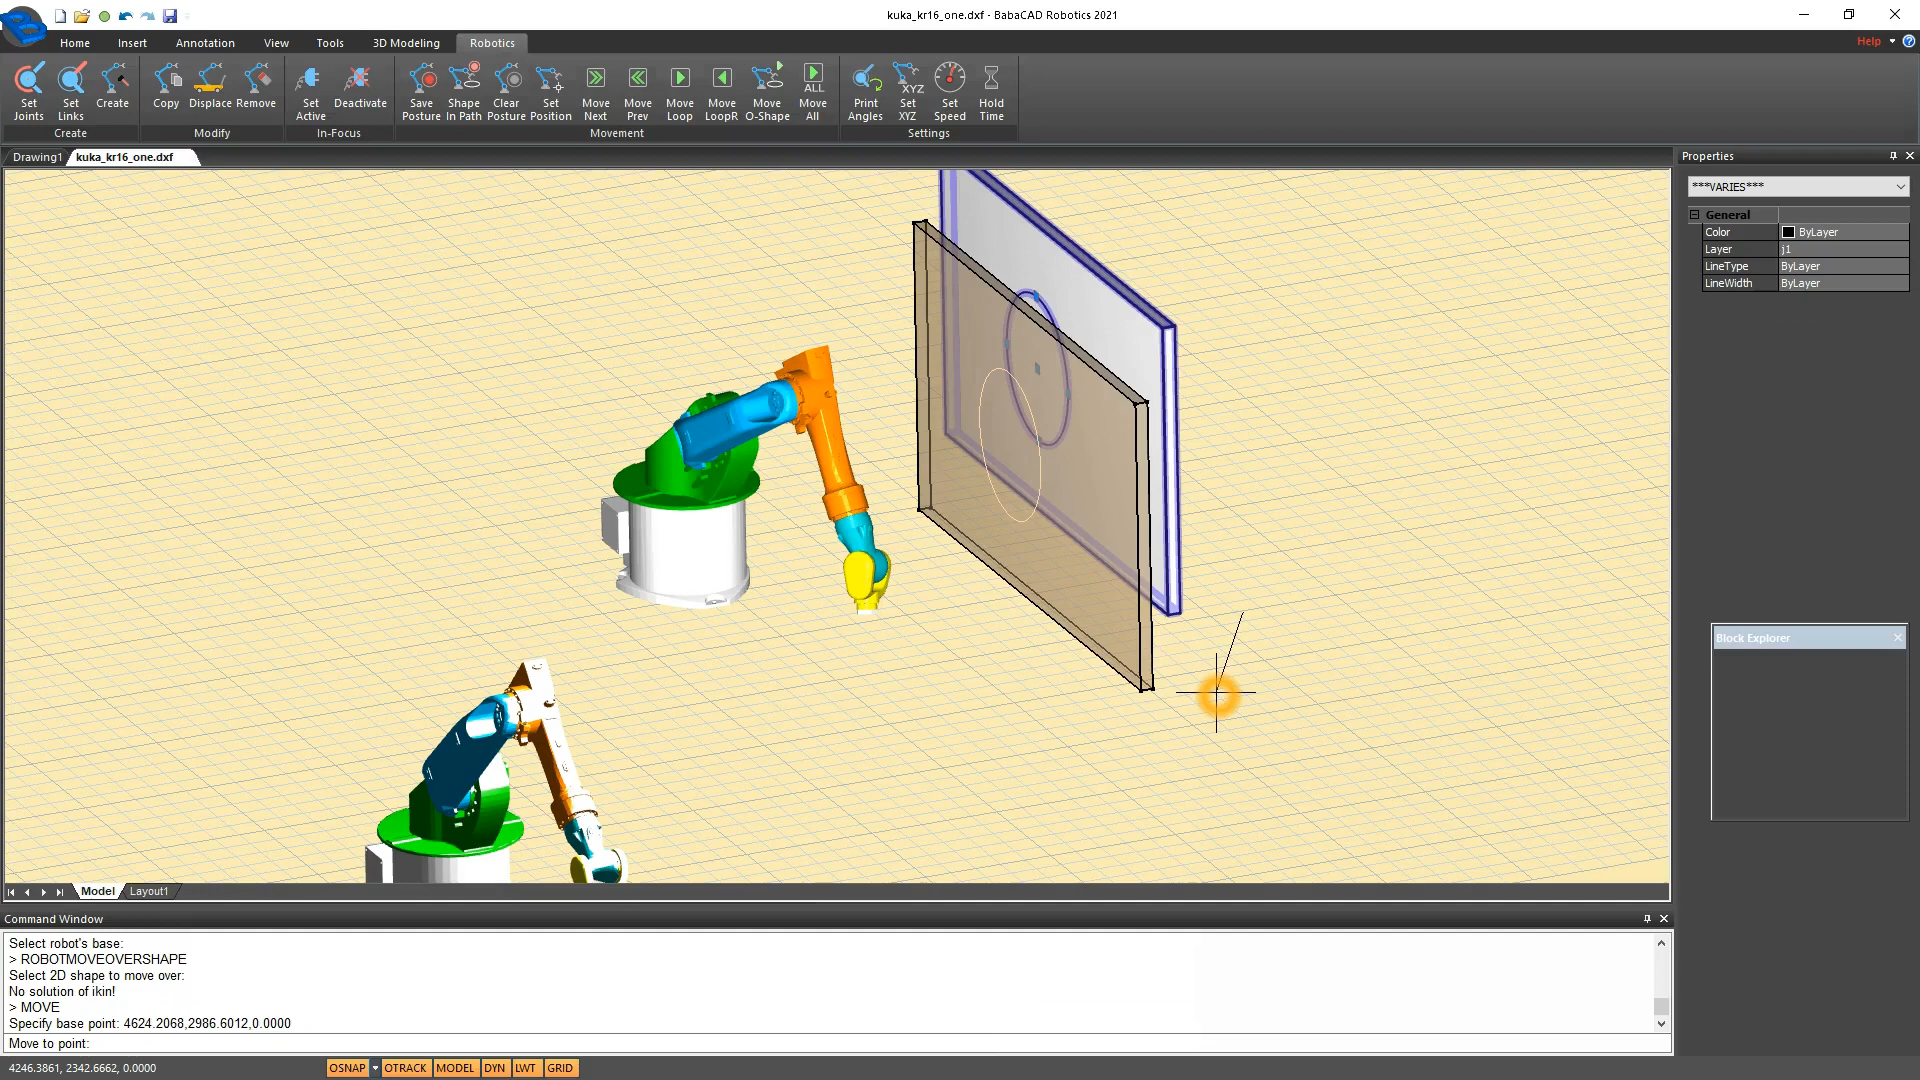 kuka_kr16_one.dxf - BabaCAD Robotics 2021
Home Insert Annotation View Tools 3D Modeling Robotics
Help
Set Joints
Set Links
Create
Copy
Displace
Remove
Set Active
Deactivate
Save Posture
Shape In Path
Clear Posture
Set Position
Move Next
Move Prev
Move Loop
Move LoopR
Move O-Shape
ALL
Move All
Print Angles
XYZ
Set XYZ
Set Speed
Hold Time
Create Modify In-Focus Movement Settings
Drawing1 kuka_kr16_one.dxf
Properties
***VARIES***
General
Color ByLayer
Layer j1
LineType ByLayer
LineWidth ByLayer
Block Explorer
Model Layout1
Command Window
Select robot's base:
> ROBOTMOVEOVERSHAPE
Select 2D shape to move over:
No solution of ikin!
> MOVE
Specify base point: 4624.2068,2986.6012,0.0000
Move to point:
4246.3861, 2342.6662, 0.0000 OSNAP OTRACK MODEL DYN LWT GRID